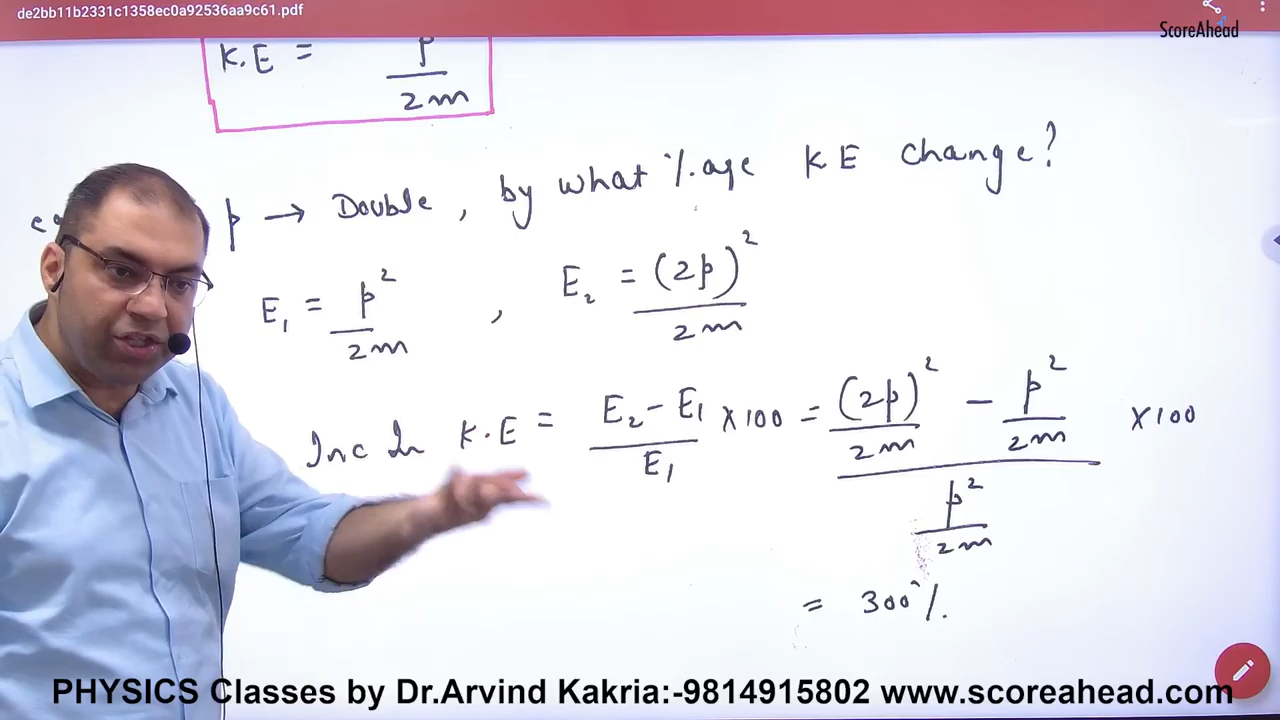 de2bb11b2331c1358ec0a92536aa9c61.pdf
ScoreAhead
K.E = p / 2m
p → Double , by what %age KE change?
E₁ = p² / 2m , E₂ = (2p)² / 2m
Inc In K.E = E₂ - E₁ / E₁ × 100 = (2p)² / 2m - p² / 2m / p² / 2m × 100
= 300 %.
PHYSICS Classes by Dr.Arvind Kakria:-9814915802 www.scoreahead.com